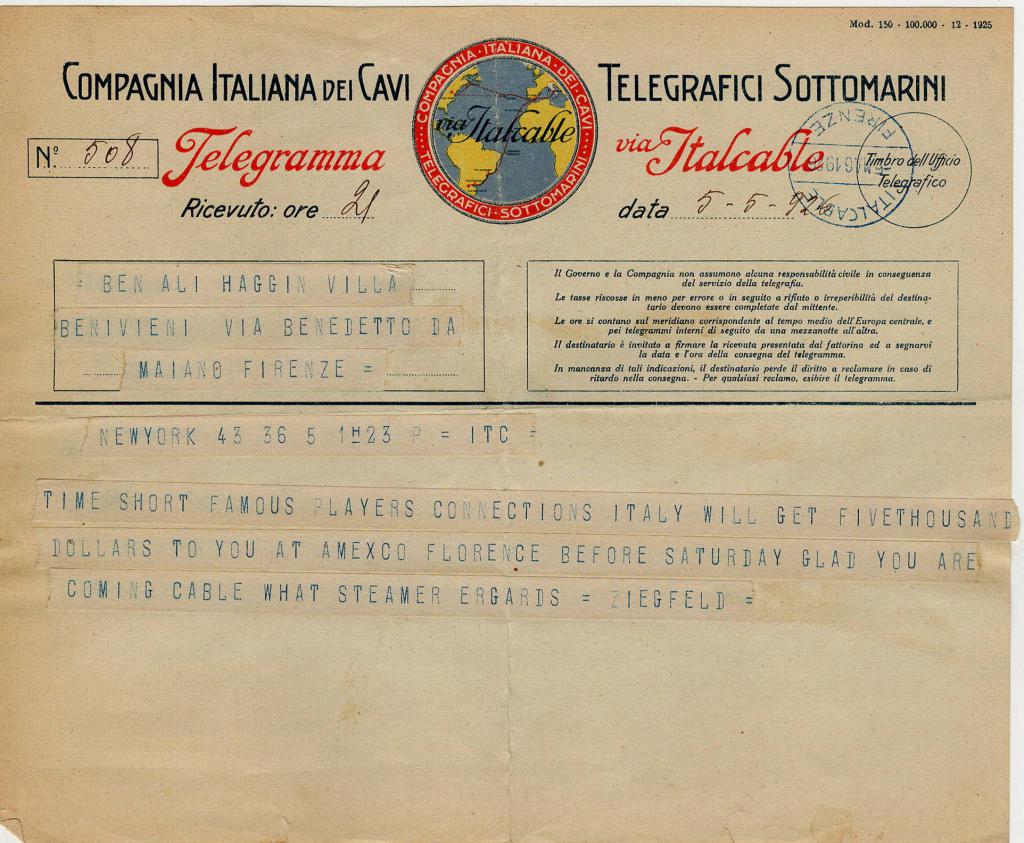 Mod. 150 - 100.000 - 12 - 1925
COMPAGNIA ITALIANA DEI CAVI TELEGRAFICI SOTTOMARINI
COMPAGNIA·ITALIANA·DEI·CAVI·TELEGRAFICI·SOTTOMARINI
via Italcable
Nº 508
Telegramma via Italcable
FIRENZE
ITALCABLE
Timbro dell'Ufficio
Telegrafico
Ricevuto: ore 21 data 5-5-926
= BEN ALI HAGGIN VILLA
BENIVIENI VIA BENEDETTO DA
MAIANO FIRENZE =
Il Governo e la Compagnia non assumono alcuna responsabilità civile in conseguenza
del servizio della telegrafia.
Le tasse riscosse in meno per errore o in seguito a rifiuto o irreperibilità del destina-
tario devono essere completate dal mittente.
Le ore si contano sul meridiano corrispondente al tempo medio dell'Europa centrale, e
pei telegrammi interni di seguito da una mezzanotte all'altra.
Il destinatario è invitato a firmare la ricevuta presentata dal fattorino ed a segnarvi
la data e l'ora della consegna del telegramma.
In mancanza di tali indicazioni, il destinatario perde il diritto a reclamare in caso di
ritardo nella consegna. - Per qualsiasi reclamo, esibire il telegramma.
NEWYORK 43 36 5 1H23 P = ITC =
TIME SHORT FAMOUS PLAYERS CONNECTIONS ITALY WILL GET FIVETHOUSAND
DOLLARS TO YOU AT AMEXCO FLORENCE BEFORE SATURDAY GLAD YOU ARE
COMING CABLE WHAT STEAMER ERGARDS = ZIEGFELD =